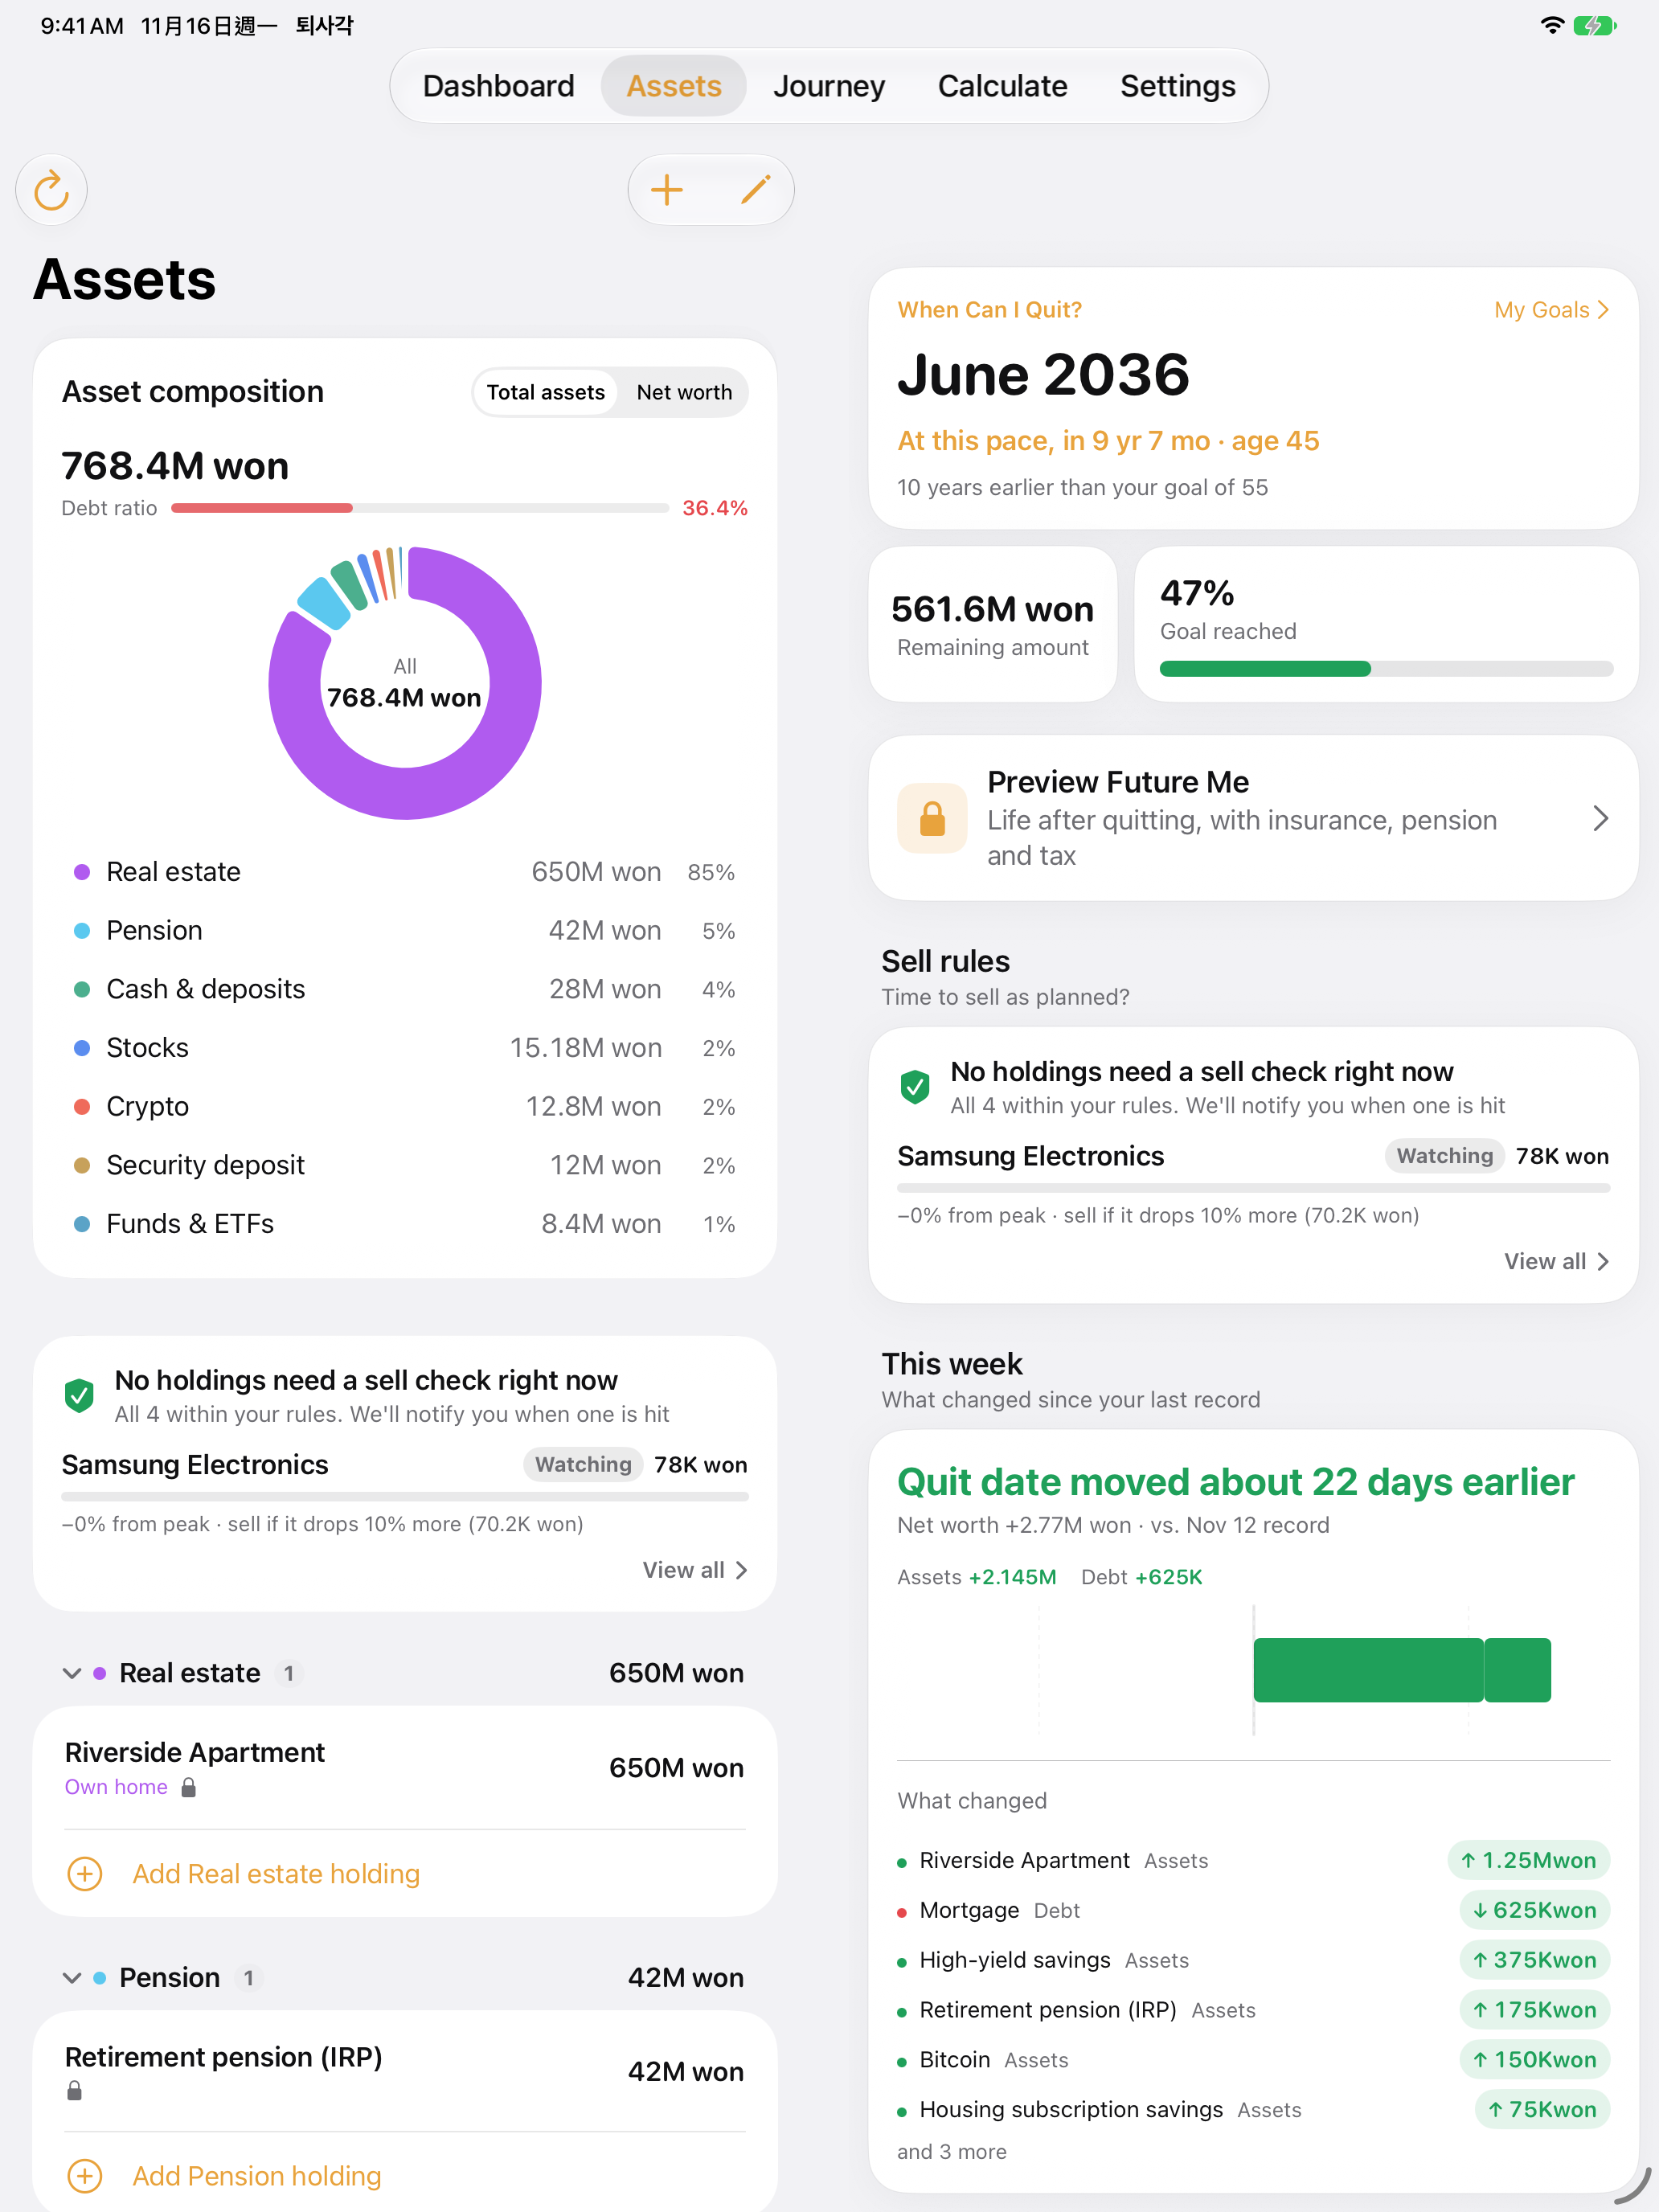 9:41 AM 11月16日週一 퇴사각
Dashboard Assets Journey Calculate Settings
Assets
Asset composition
Total assets Net worth
768.4M won
Debt ratio 36.4%
All
768.4M won
Real estate 650M won 85%
Pension 42M won 5%
Cash & deposits 28M won 4%
Stocks 15.18M won 2%
Crypto 12.8M won 2%
Security deposit 12M won 2%
Funds & ETFs 8.4M won 1%
No holdings need a sell check right now
All 4 within your rules. We'll notify you when one is hit
Samsung Electronics Watching 78K won
−0% from peak · sell if it drops 10% more (70.2K won)
View all
Real estate 1 650M won
Riverside Apartment
Own home
650M won
Add Real estate holding
Pension 1 42M won
Retirement pension (IRP)
42M won
Add Pension holding
When Can I Quit? My Goals
June 2036
At this pace, in 9 yr 7 mo · age 45
10 years earlier than your goal of 55
561.6M won
Remaining amount
47%
Goal reached
Preview Future Me
Life after quitting, with insurance, pension
and tax
Sell rules
Time to sell as planned?
No holdings need a sell check right now
All 4 within your rules. We'll notify you when one is hit
Samsung Electronics Watching 78K won
−0% from peak · sell if it drops 10% more (70.2K won)
View all
This week
What changed since your last record
Quit date moved about 22 days earlier
Net worth +2.77M won · vs. Nov 12 record
Assets +2.145M Debt +625K
What changed
Riverside Apartment Assets ↑ 1.25Mwon
Mortgage Debt ↓ 625Kwon
High-yield savings Assets ↑ 375Kwon
Retirement pension (IRP) Assets ↑ 175Kwon
Bitcoin Assets ↑ 150Kwon
Housing subscription savings Assets ↑ 75Kwon
and 3 more